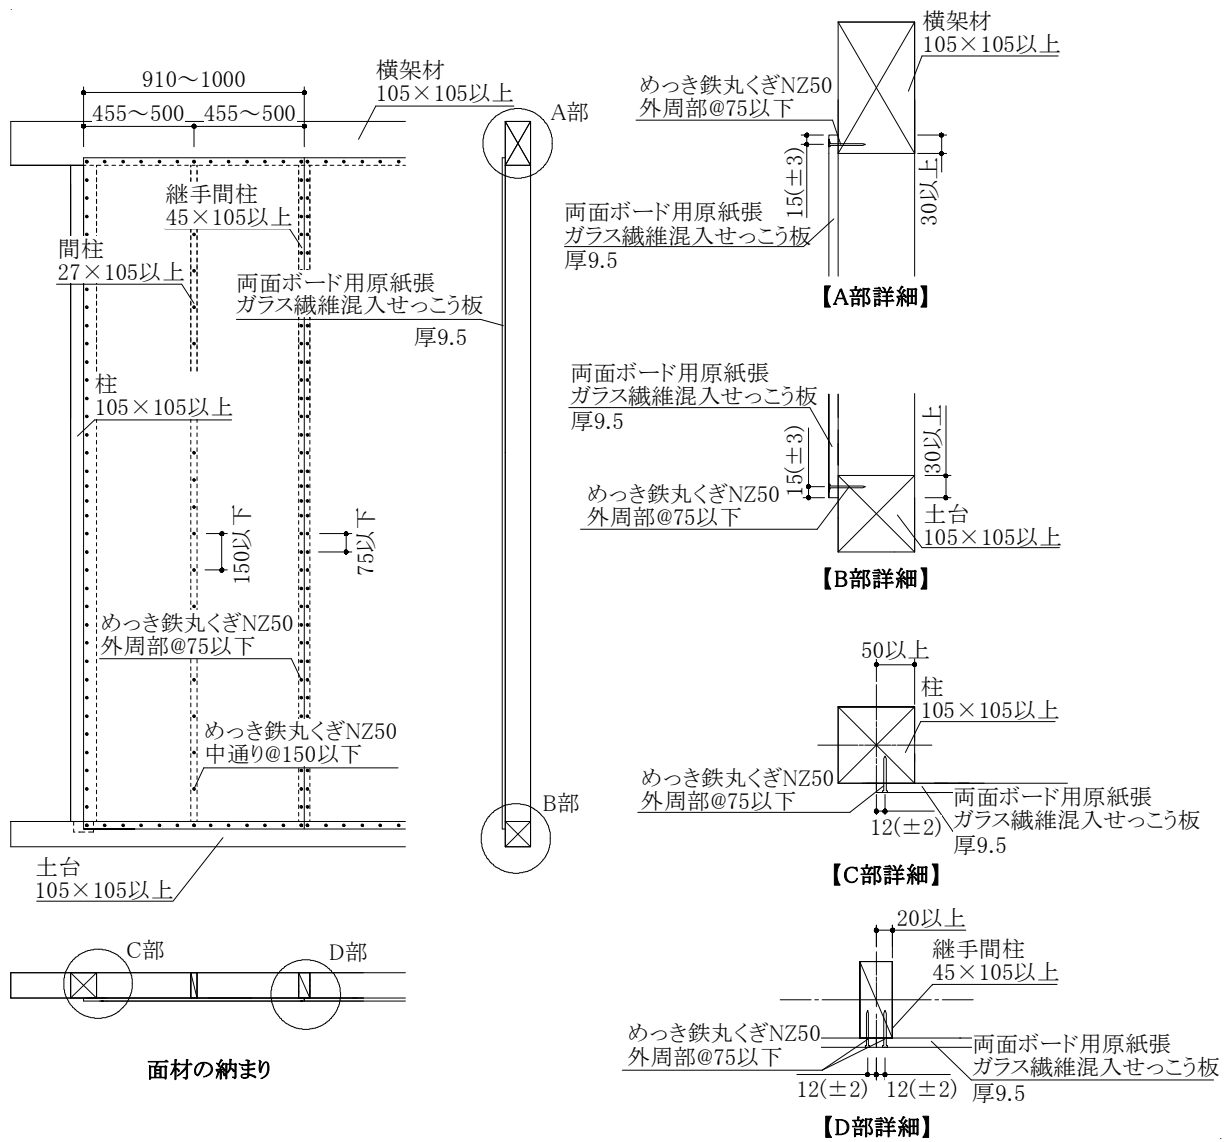 910～1000
455～500
455～500
横架材
105×105以上
A部
継手間柱
45×105以上
間柱
27×105以上
両面ボード用原紙張
ガラス繊維混入せっこう板
厚9.5
柱
105×105以上
150以下
75以下
めっき鉄丸くぎNZ50
外周部@75以下
めっき鉄丸くぎNZ50
中通り@150以下
B部
土台
105×105以上
C部
D部
面材の納まり
横架材
105×105以上
めっき鉄丸くぎNZ50
外周部@75以下
15(±3)
30以上
両面ボード用原紙張
ガラス繊維混入せっこう板
厚9.5
【A部詳細】
両面ボード用原紙張
ガラス繊維混入せっこう板
厚9.5
15(±3)
30以上
めっき鉄丸くぎNZ50
外周部@75以下
土台
105×105以上
【B部詳細】
50以上
柱
105×105以上
めっき鉄丸くぎNZ50
外周部@75以下
12(±2)
両面ボード用原紙張
ガラス繊維混入せっこう板
厚9.5
【C部詳細】
20以上
継手間柱
45×105以上
めっき鉄丸くぎNZ50
外周部@75以下
両面ボード用原紙張
ガラス繊維混入せっこう板
厚9.5
12(±2)
12(±2)
【D部詳細】